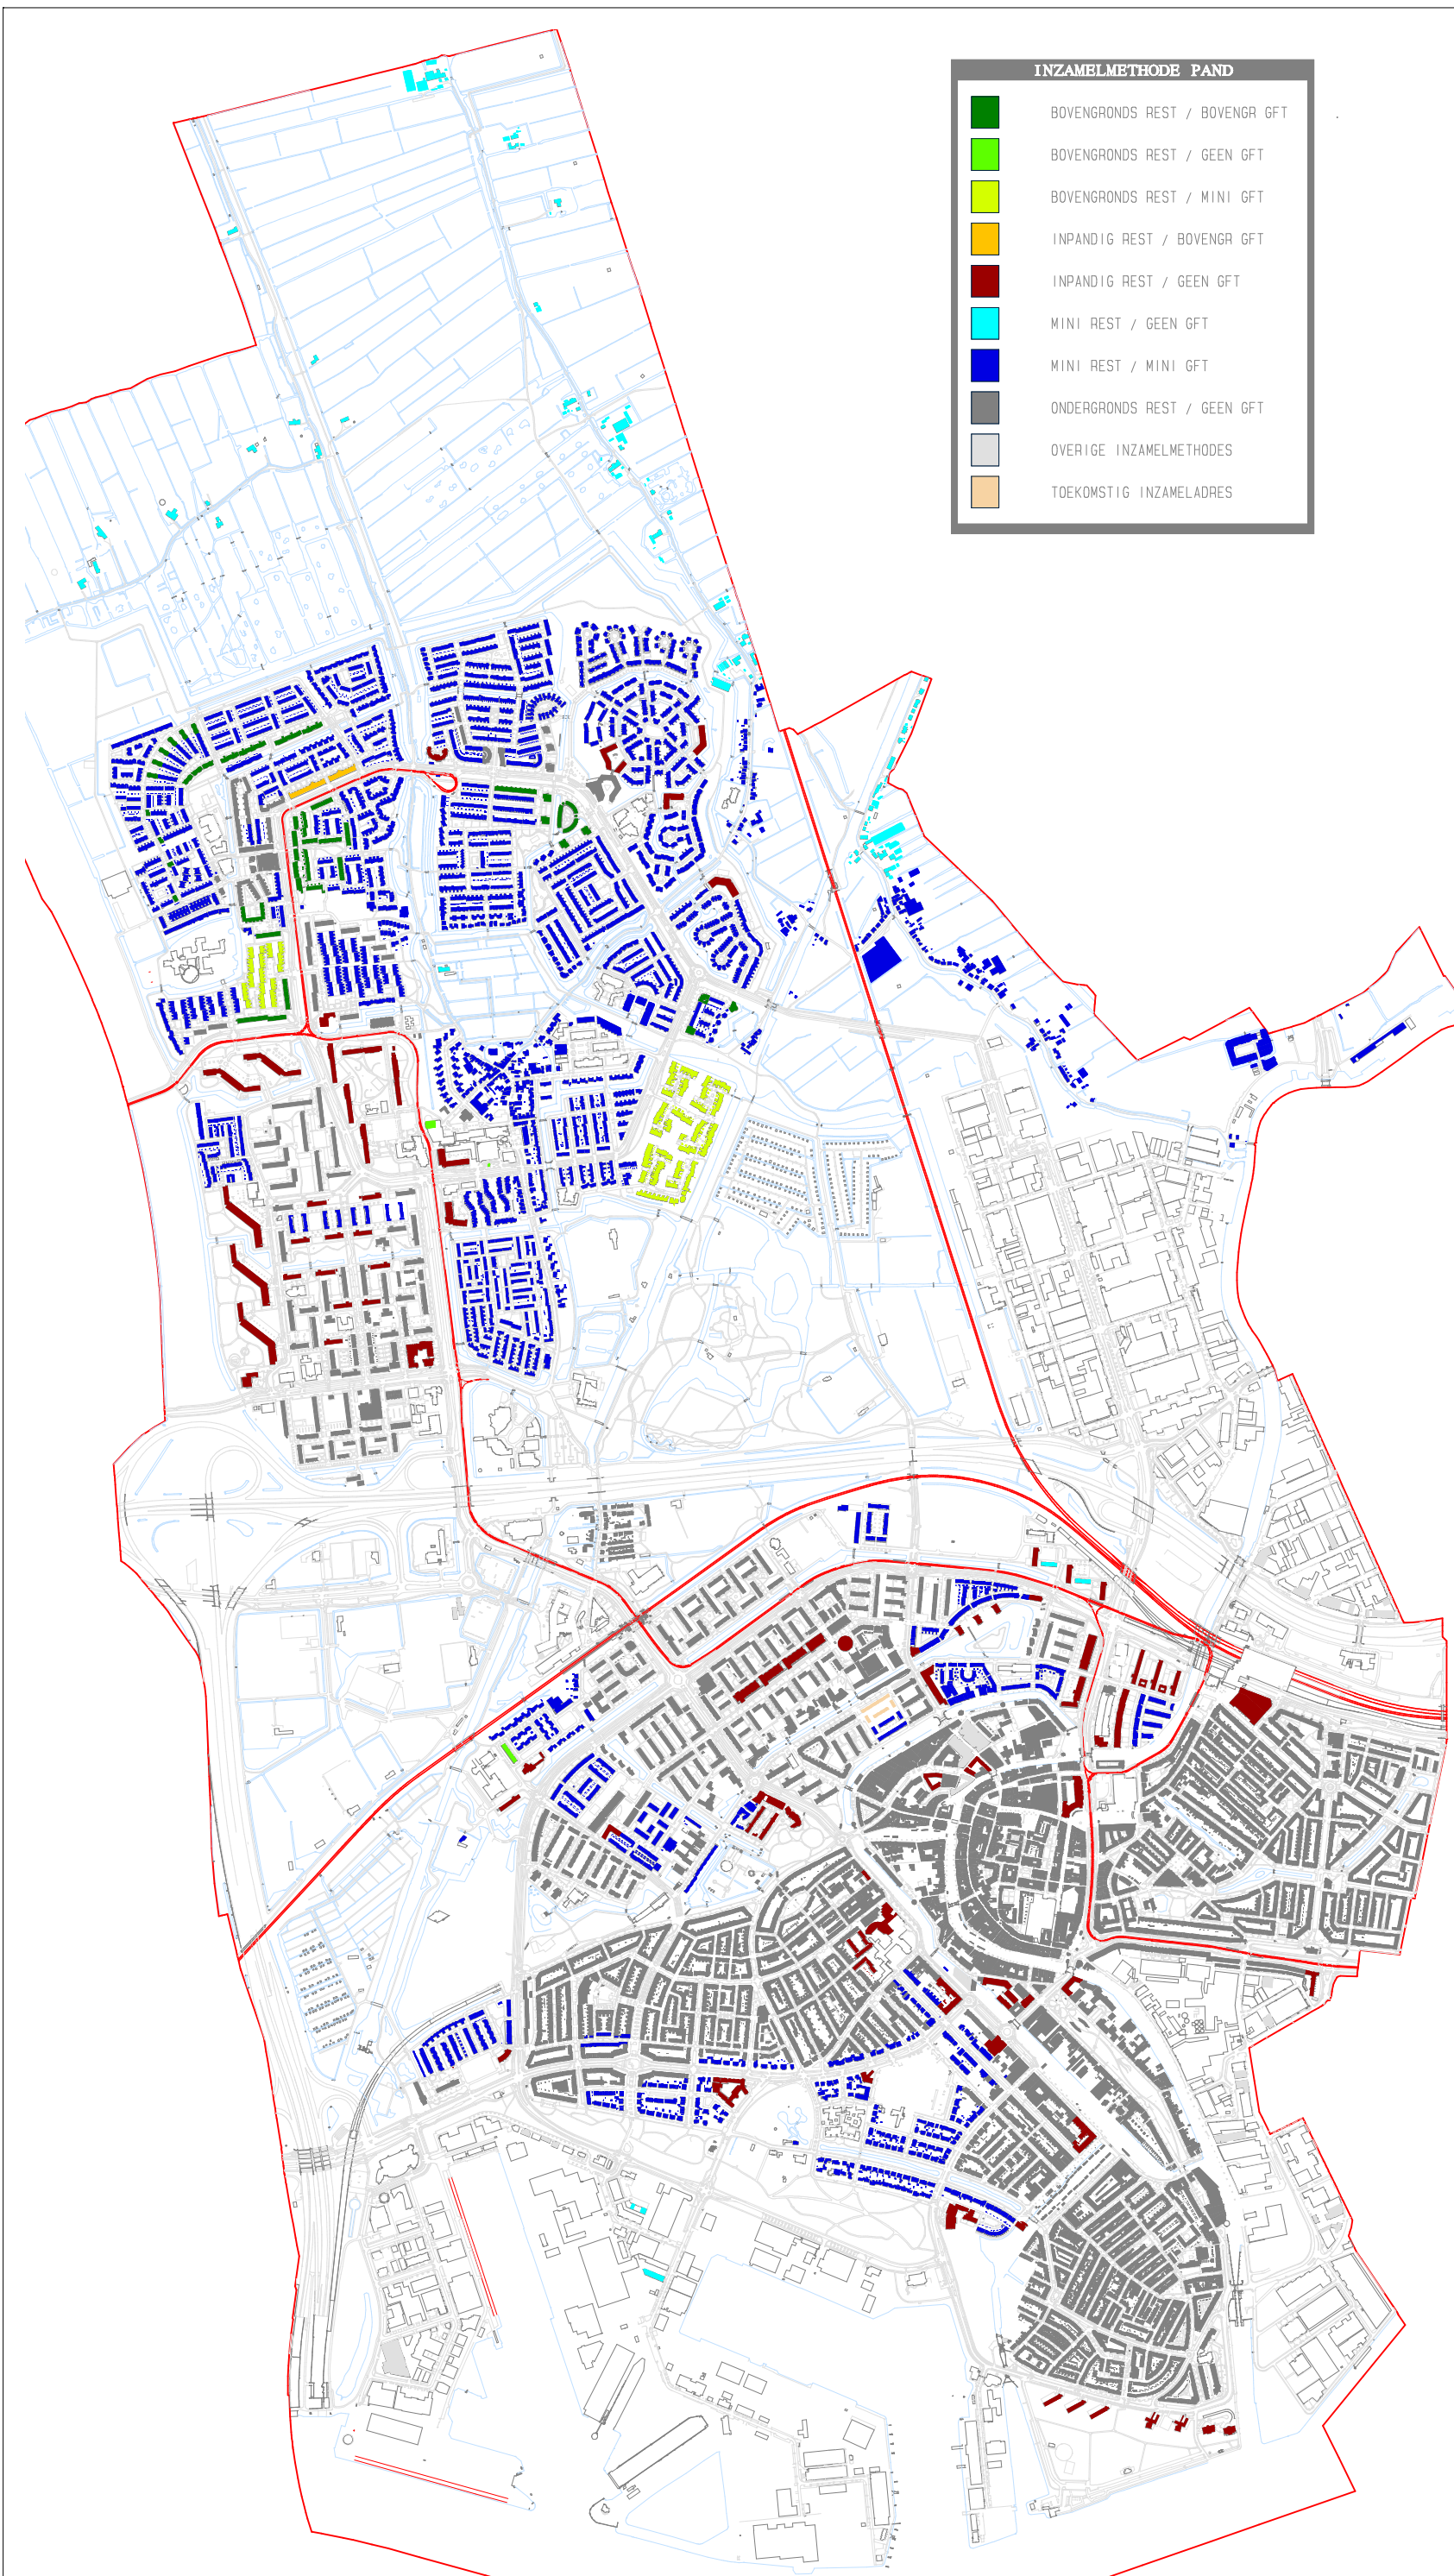 INZAMELMETHODE PAND
BOVENGRONDS REST / BOVENGR GFT
BOVENGRONDS REST / GEEN GFT
BOVENGRONDS REST / MINI GFT
INPANDIG REST / BOVENGR GFT
INPANDIG REST / GEEN GFT
MINI REST / GEEN GFT
MINI REST / MINI GFT
ONDERGRONDS REST / GEEN GFT
OVERIGE INZAMELMETHODES
TOEKOMSTIG INZAMELADRES